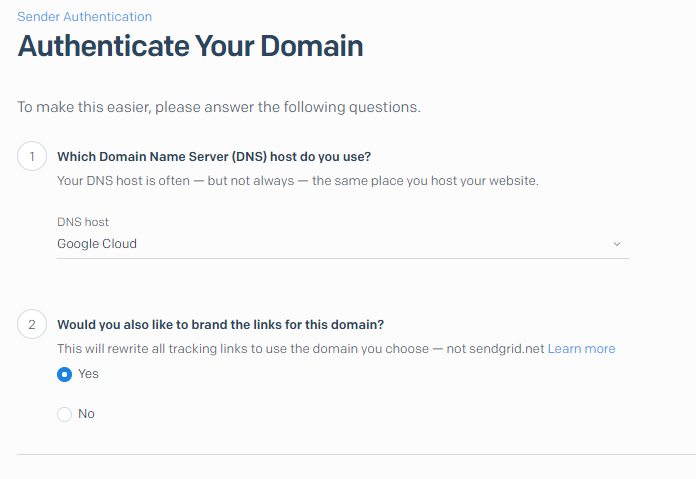 Sender Authentication
Authenticate Your Domain
To make this easier, please answer the following questions.
1
Which Domain Name Server (DNS) host do you use?
Your DNS host is often — but not always — the same place you host your website.
DNS host
Google Cloud
2
Would you also like to brand the links for this domain?
This will rewrite all tracking links to use the domain you choose — not sendgrid.net Learn more
Yes
No